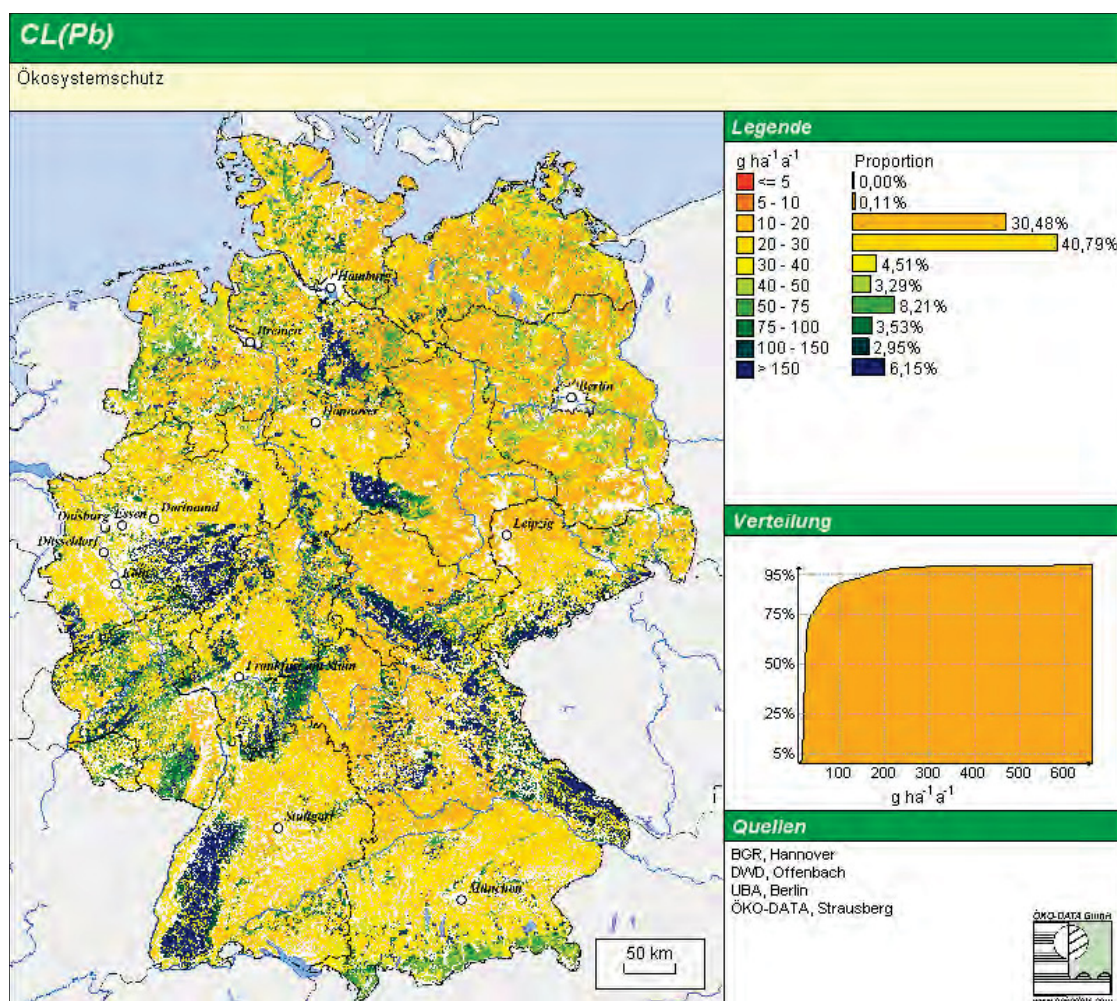 CL(Pb)
Ökosystemschutz
Legende
g ha⁻¹ a⁻¹ Proportion
<= 5 0,00%
5 - 10 0,11%
10 - 20 30,48%
20 - 30 40,79%
30 - 40 4,51%
40 - 50 3,29%
50 - 75 8,21%
75 - 100 3,53%
100 - 150 2,95%
> 150 6,15%
Hamburg
Bremen
Berlin
Hannover
Dortmund
Essen
Duisburg
Düsseldorf
Köln
Leipzig
Frankfurt am Main
Stuttgart
München
50 km
Verteilung
95%
75%
50%
25%
5%
100 200 300 400 500 600
g ha⁻¹ a⁻¹
Quellen
BGR, Hannover
DWD, Offenbach
UBA, Berlin
ÖKO-DATA, Strausberg
ÖKO-DATA GmbH